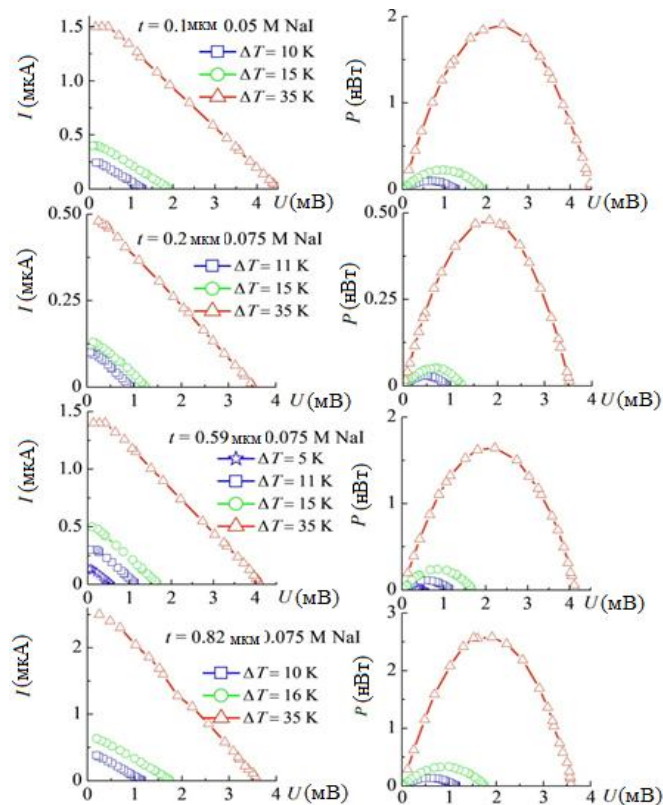 1.5
1.0
0.5
0
I (мкА)
t = 0.1мкм 0.05 M NaI
ΔT = 10 K
ΔT = 15 K
ΔT = 35 K
0 1 2 3 4 U(мВ)
2
1
0
P (нВт)
0 1 2 3 4 U(мВ)
0.50
0.25
0
I (мкА)
t = 0.2 мкм 0.075 M NaI
ΔT = 11 K
ΔT = 15 K
ΔT = 35 K
0 1 2 3 4 U(мВ)
0.50
0.25
0
P (нВт)
0 1 2 3 4 U(мВ)
1.5
1.0
0.5
0
I (мкА)
t = 0.59 мкм 0.075 M NaI
ΔT = 5 K
ΔT = 11 K
ΔT = 15 K
ΔT = 35 K
0 1 2 3 4 U(мВ)
2
1
0
P (нВт)
0 1 2 3 4 U(мВ)
2
1
0
I (мкА)
t = 0.82 мкм 0.075 M NaI
ΔT = 10 K
ΔT = 16 K
ΔT = 35 K
0 1 2 3 4 U(мВ)
3
2
1
0
P (нВт)
0 1 2 3 4 U(мВ)